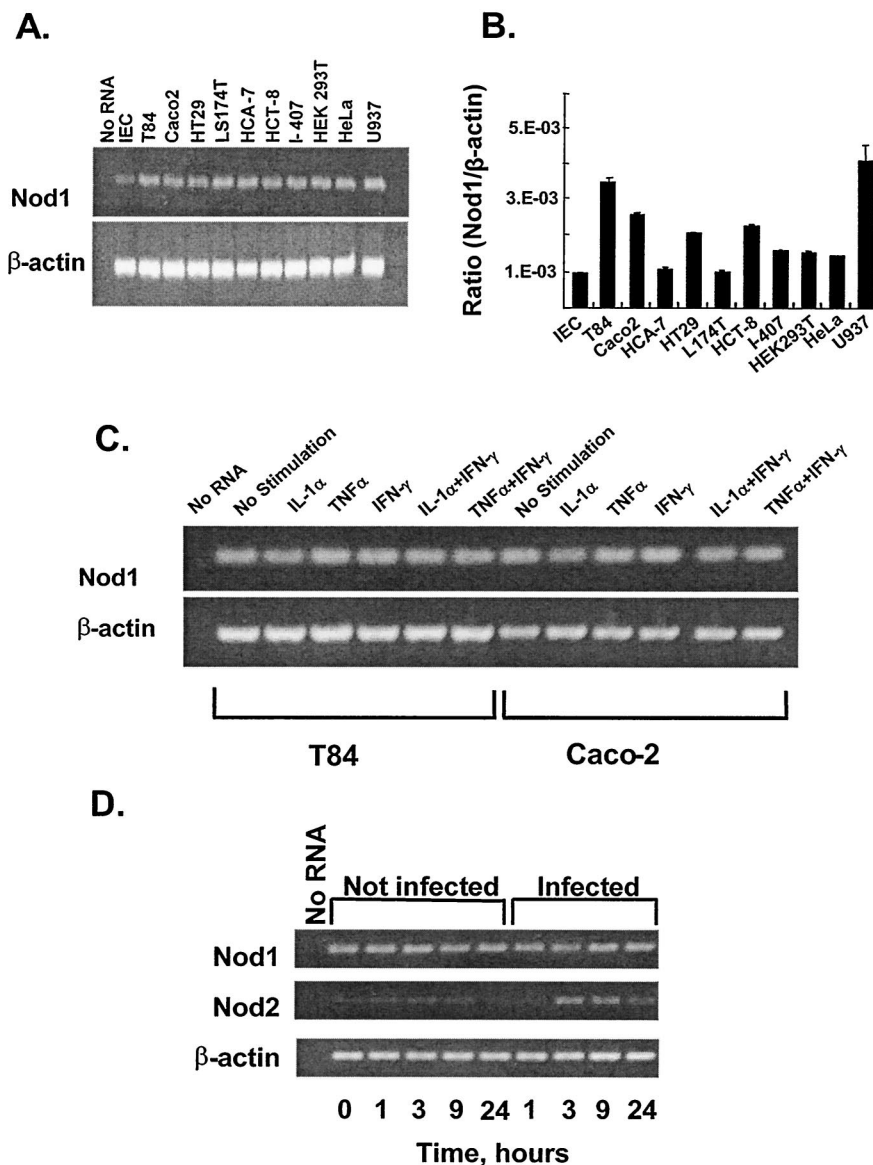 A.
No RNA
IEC
T84
Caco2
HT29
LS174T
HCA-7
HCT-8
I-407
HEK 293T
HeLa
U937
Nod1
β-actin
B.
Ratio (Nod1/β-actin)
5.E-03
3.E-03
1.E-03
IEC
T84
Caco2
HCA-7
HT29
L174T
HCT-8
I-407
HEK293T
HeLa
U937
C.
No RNA
No Stimulation
IL-1α
TNFα
IFN-γ
IL-1α+IFN-γ
TNFα+IFN-γ
No Stimulation
IL-1α
TNFα
IFN-γ
IL-1α+IFN-γ
TNFα+IFN-γ
Nod1
β-actin
T84
Caco-2
D.
No RNA
Not infected
Infected
Nod1
Nod2
β-actin
0 1 3 9 24 1 3 9 24
Time, hours